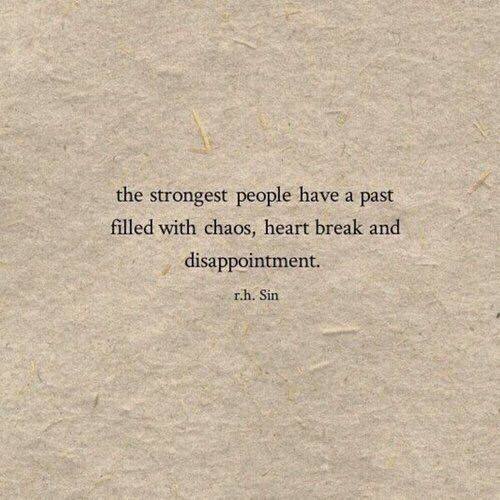 the strongest people have a past
filled with chaos, heart break and
disappointment.
r.h. Sin